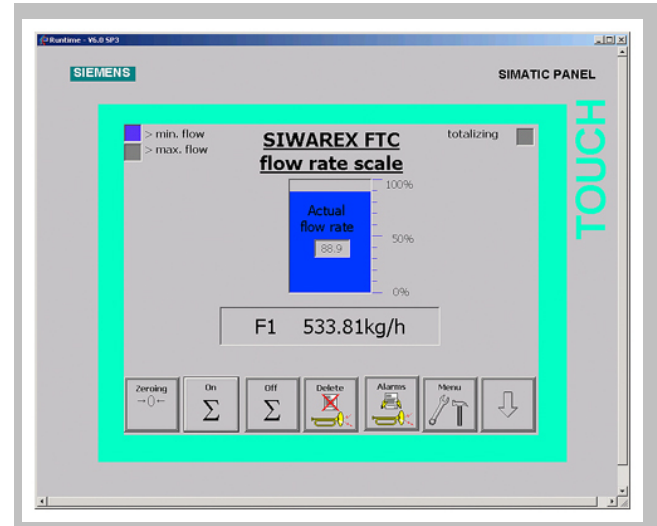 Runtime - V6.0 SP3
SIEMENS
SIMATIC PANEL
TOUCH
> min. flow
> max. flow
SIWAREX FTC
flow rate scale
totalizing
100%
Actual
flow rate
88.9
50%
0%
F1 533.81kg/h
Zeroing
→0←
On
Σ
Off
Σ
Delete
Alarms
Menu